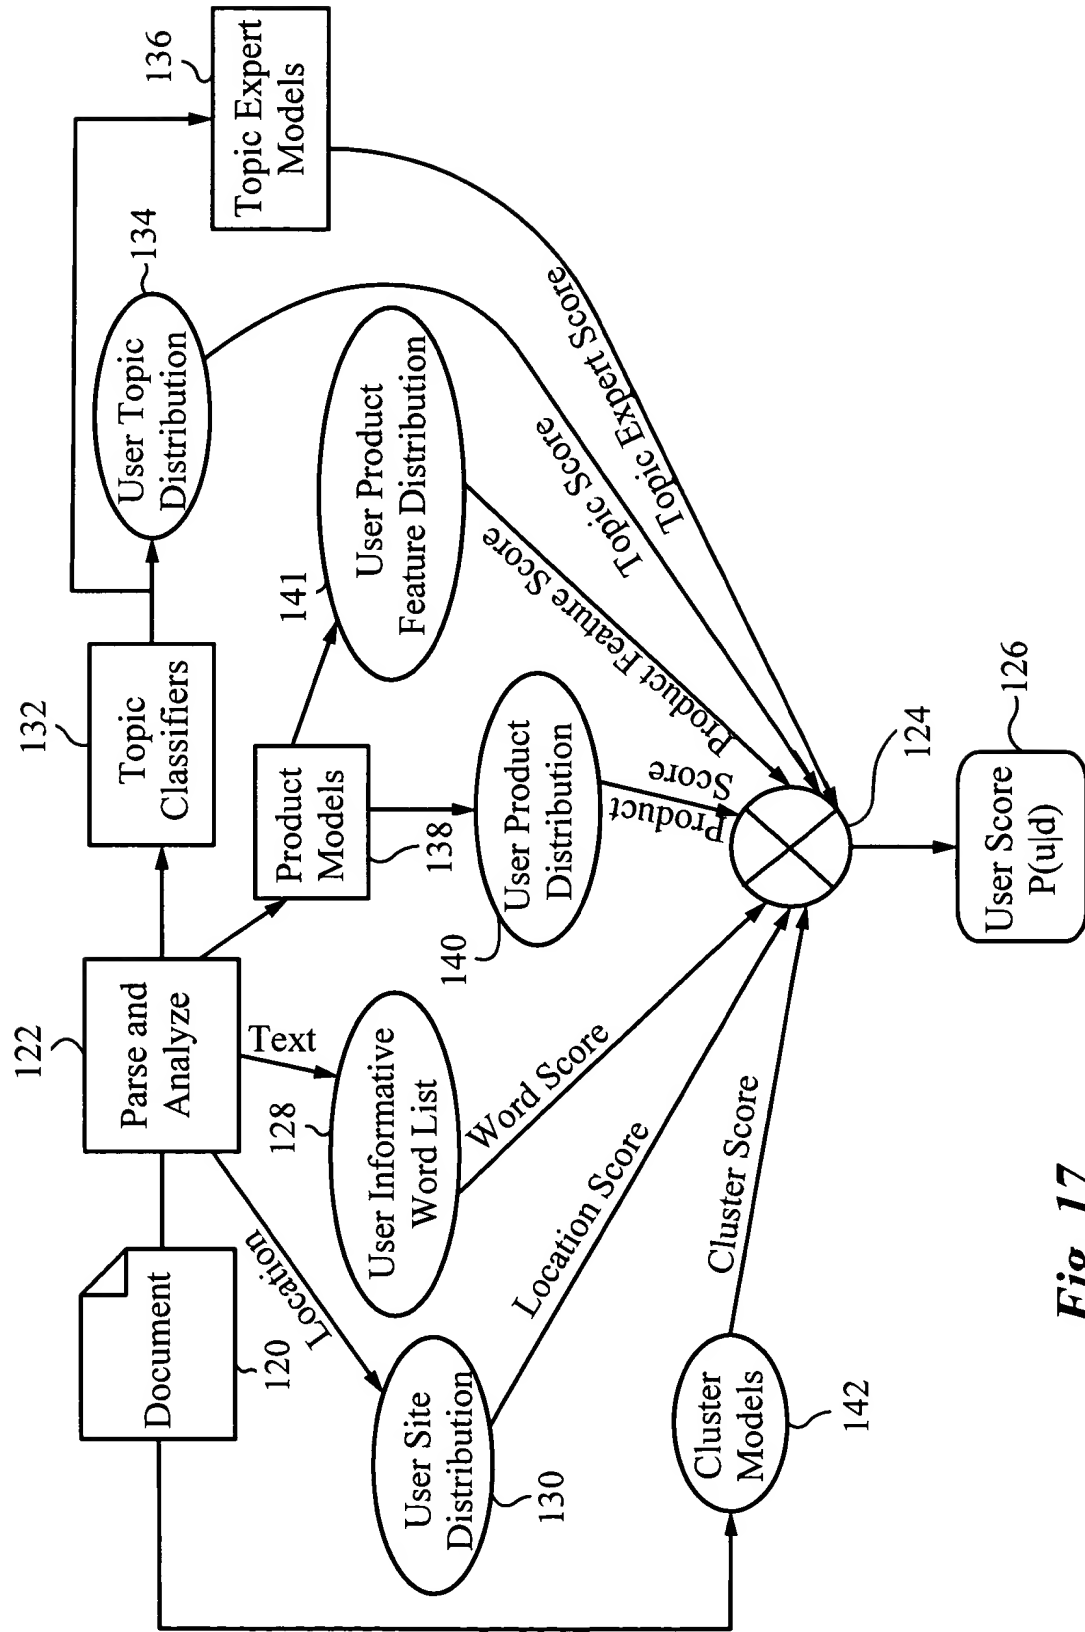 120
Document
122
Parse and
Analyze
132
Topic
Classifiers
134
User Topic
Distribution
136
Topic Expert
Models
Location
Text
128
User Informative
Word List
User Site
Distribution
130
Product
Models
138
141
User Product
Feature Distribution
140
User Product
Distribution
Cluster
Models
142
Cluster Score
Location Score
Word Score
Product
Score
Product Feature Score
Topic Score
Topic Expert Score
124
User Score
P(u|d)
126
Fig. 17